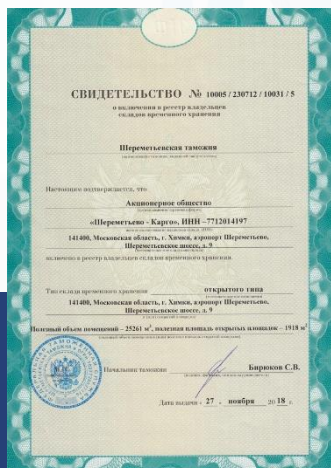 СВИДЕТЕЛЬСТВО № 10005 / 230712 / 10031 / 5
о включении в реестр владельцев
складов временного хранения
Шереметьевская таможня
Настоящим подтверждается, что
Акционерное общество
«Шереметьево - Карго», ИНН –7712014197
141400, Московская область, г. Химки, аэропорт Шереметьево,
Шереметьевское шоссе, д. 9
включено в реестр владельцев складов временного хранения
Тип склада временного хранения открытого типа
141400, Московская область, г. Химки, аэропорт Шереметьево,
Шереметьевское шоссе, д. 9
Полезный объем помещений – 25261 м³, полезная площадь открытых площадок – 1918 м²
Начальник таможни Бирюков С.В.
Дата выдачи « 27 » ноября 20 18 г.